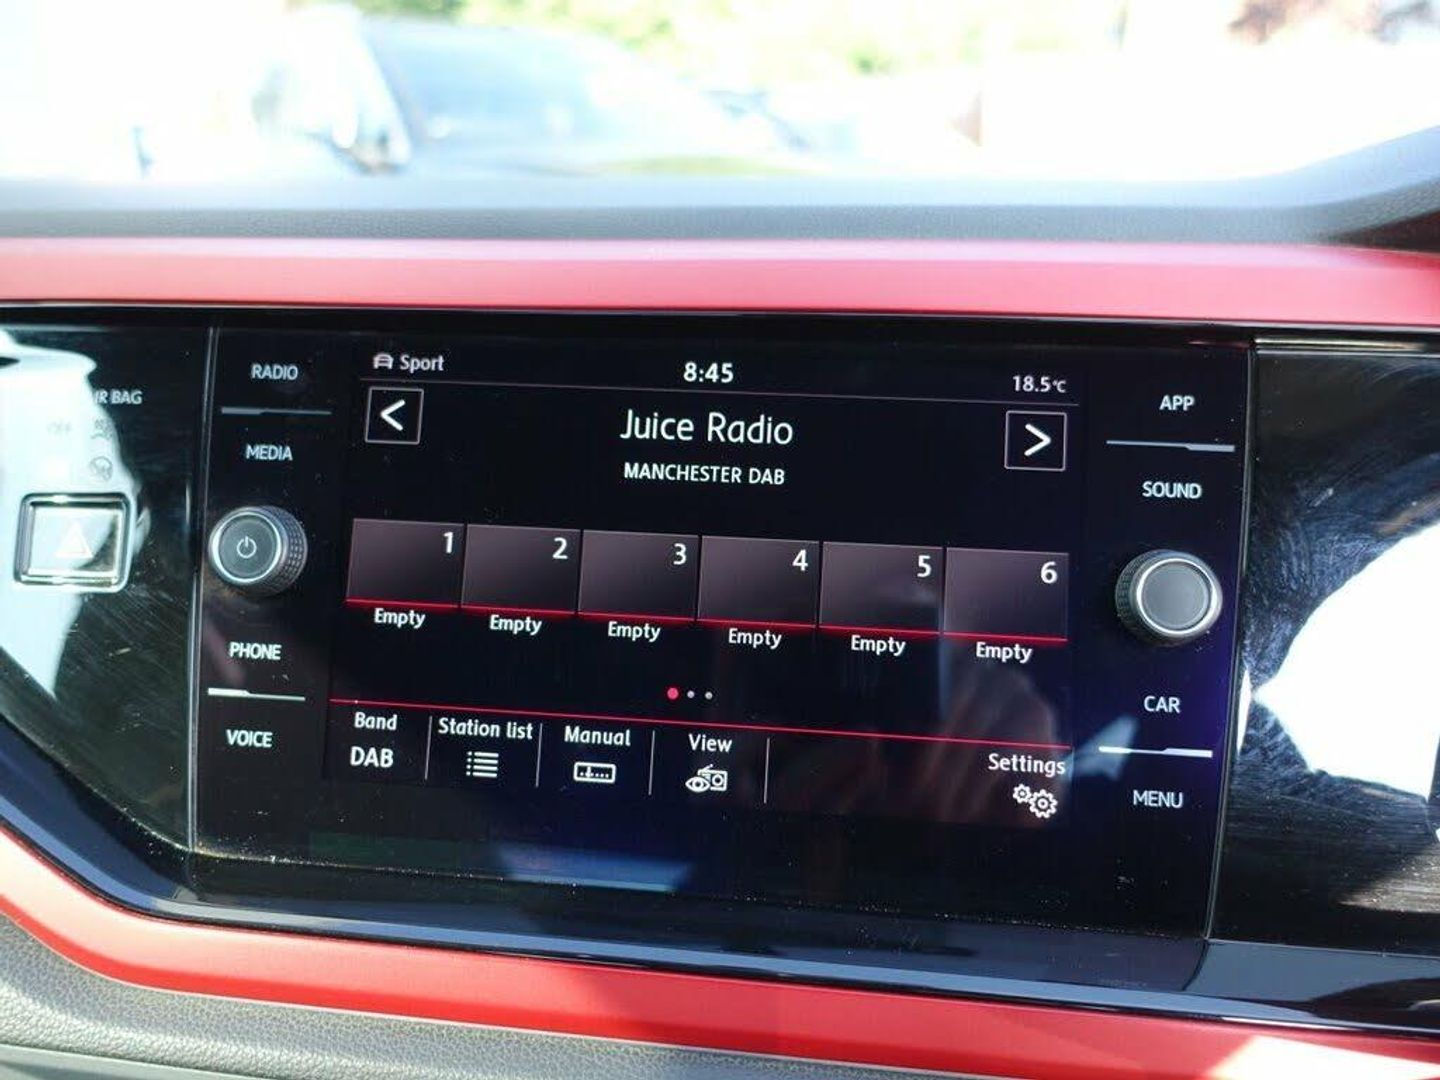 Sport 8:45 18.5°C
RADIO
MEDIA
PHONE
VOICE
Juice Radio
MANCHESTER DAB
1 2 3 4 5 6
Empty Empty Empty Empty Empty Empty
Band Station list Manual View Settings
DAB
APP
SOUND
CAR
MENU
BAG